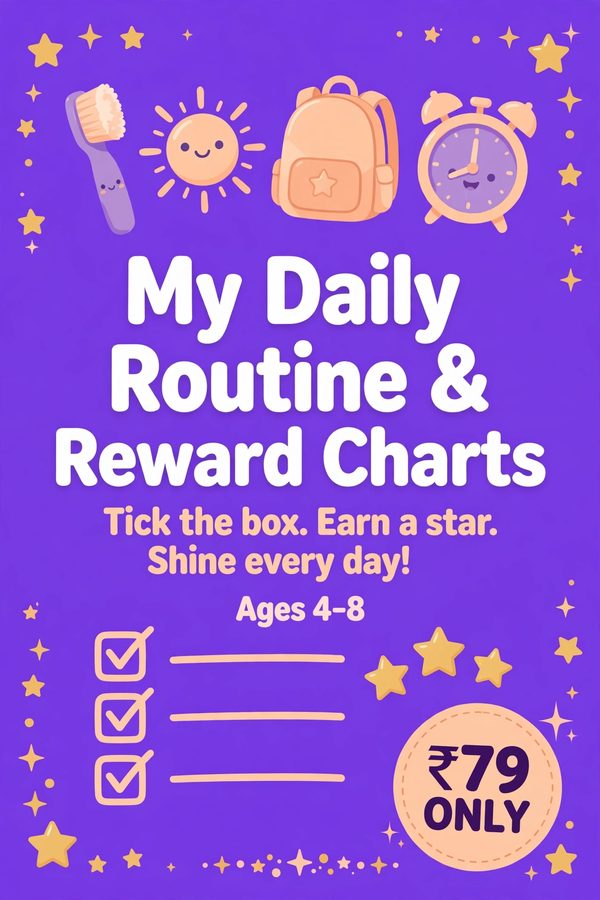 My Daily
Routine &
Reward Charts
Tick the box. Earn a star.
Shine every day!
Ages 4–8
₹79
ONLY